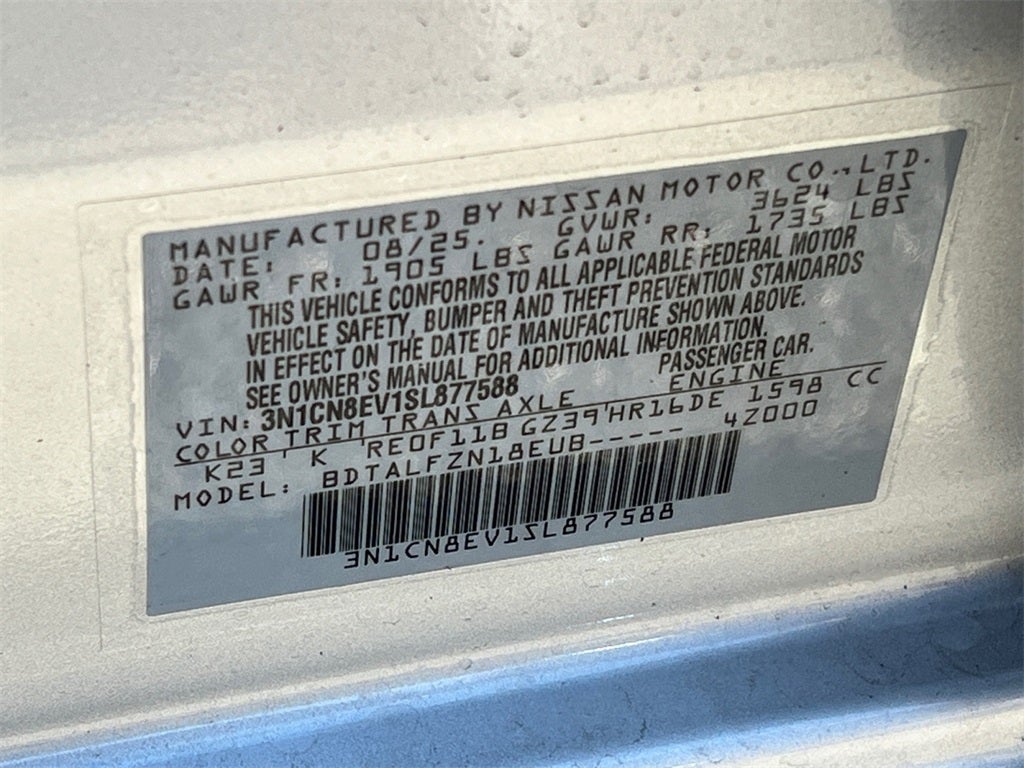 MANUFACTURED BY NISSAN MOTOR CO., LTD.
DATE: 08/25. GVWR: 3624 LBS
GAWR FR: 1905 LBS GAWR RR: 1735 LBS
THIS VEHICLE CONFORMS TO ALL APPLICABLE FEDERAL MOTOR
VEHICLE SAFETY, BUMPER AND THEFT PREVENTION STANDARDS
IN EFFECT ON THE DATE OF MANUFACTURE SHOWN ABOVE.
SEE OWNER'S MANUAL FOR ADDITIONAL INFORMATION.
VIN: 3N1CN8EV1SL877588 PASSENGER CAR.
COLOR TRIM TRANS AXLE ENGINE
K23 K RE0F11B GZ39 HR16DE 1598 CC
MODEL: BDTALFZN18EUB----- 4Z000
3N1CN8EV1SL877588